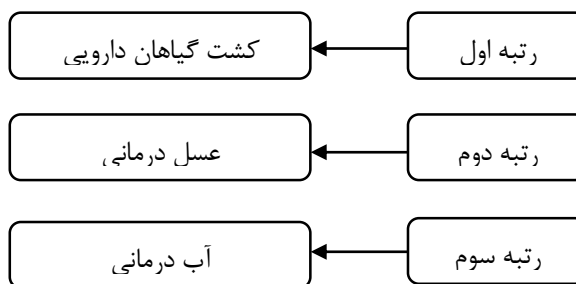 رتبه اول
کشت گیاهان دارویی
رتبه دوم
عسل درمانی
رتبه سوم
آب درمانی